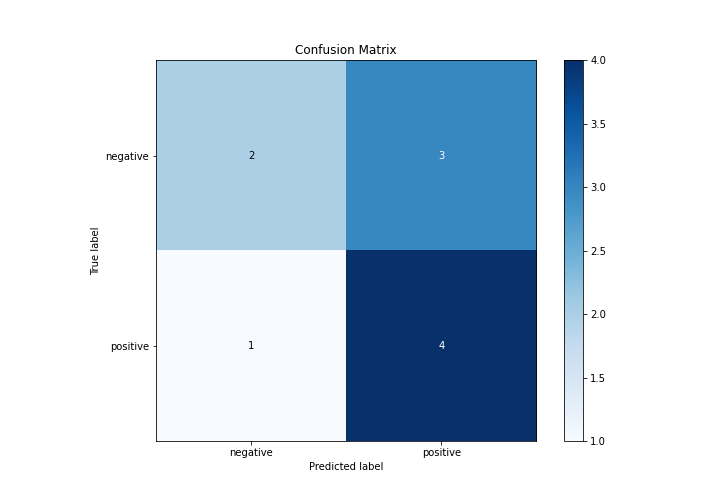 Confusion Matrix
4.0
3.5
3.0
2.5
2.0
1.5
1.0
negative
2
3
True label
positive
1
4
negative
positive
Predicted label